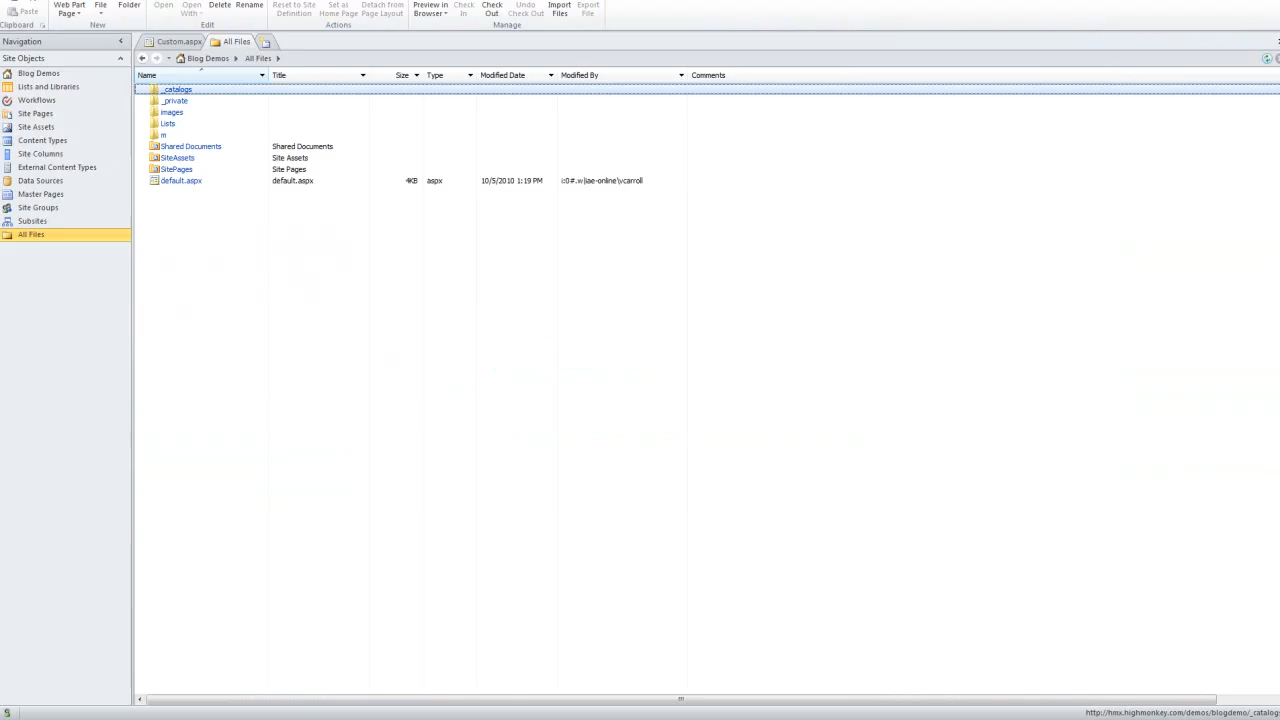 Paste
Clipboard
Web Part Page
File
Folder
New
Open
Open With
Delete
Rename
Edit
Reset to Site Definition
Set as Home Page
Detach from Page Layout
Actions
Preview in Browser
Check In
Check Out
Undo Check Out
Import Files
Export File
Manage
Navigation
Custom.aspx
All Files
Site Objects
Blog Demos
All Files
Name Title Size Type Modified Date Modified By Comments
Blog Demos
Lists and Libraries
Workflows
Site Pages
Site Assets
Content Types
Site Columns
External Content Types
Data Sources
Master Pages
Site Groups
Subsites
All Files
_catalogs
_private
images
Lists
m
Shared Documents Shared Documents
SiteAssets Site Assets
SitePages Site Pages
default.aspx default.aspx 4KB aspx 10/5/2010 1:19 PM i:0#.w|iae-online\vcarroll
http://hmx.highmonkey.com/demos/blogdemo/_catalogs